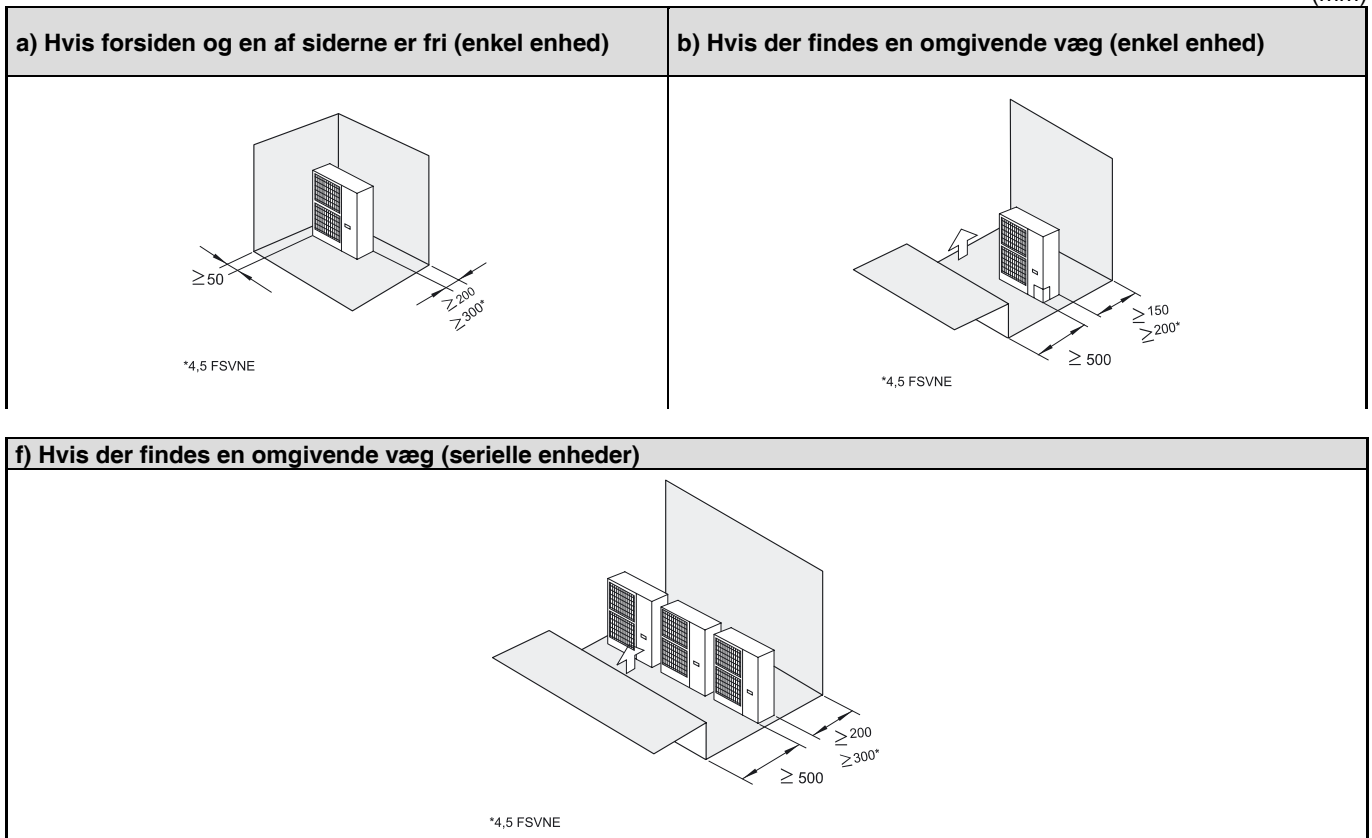 a) Hvis forsiden og en af siderne er fri (enkel enhed)
b) Hvis der findes en omgivende væg (enkel enhed)
≥50
≥200
≥300*
*4,5 FSVNE
≥150
≥200*
≥ 500
*4,5 FSVNE
f) Hvis der findes en omgivende væg (serielle enheder)
≥200
≥300*
≥ 500
*4,5 FSVNE